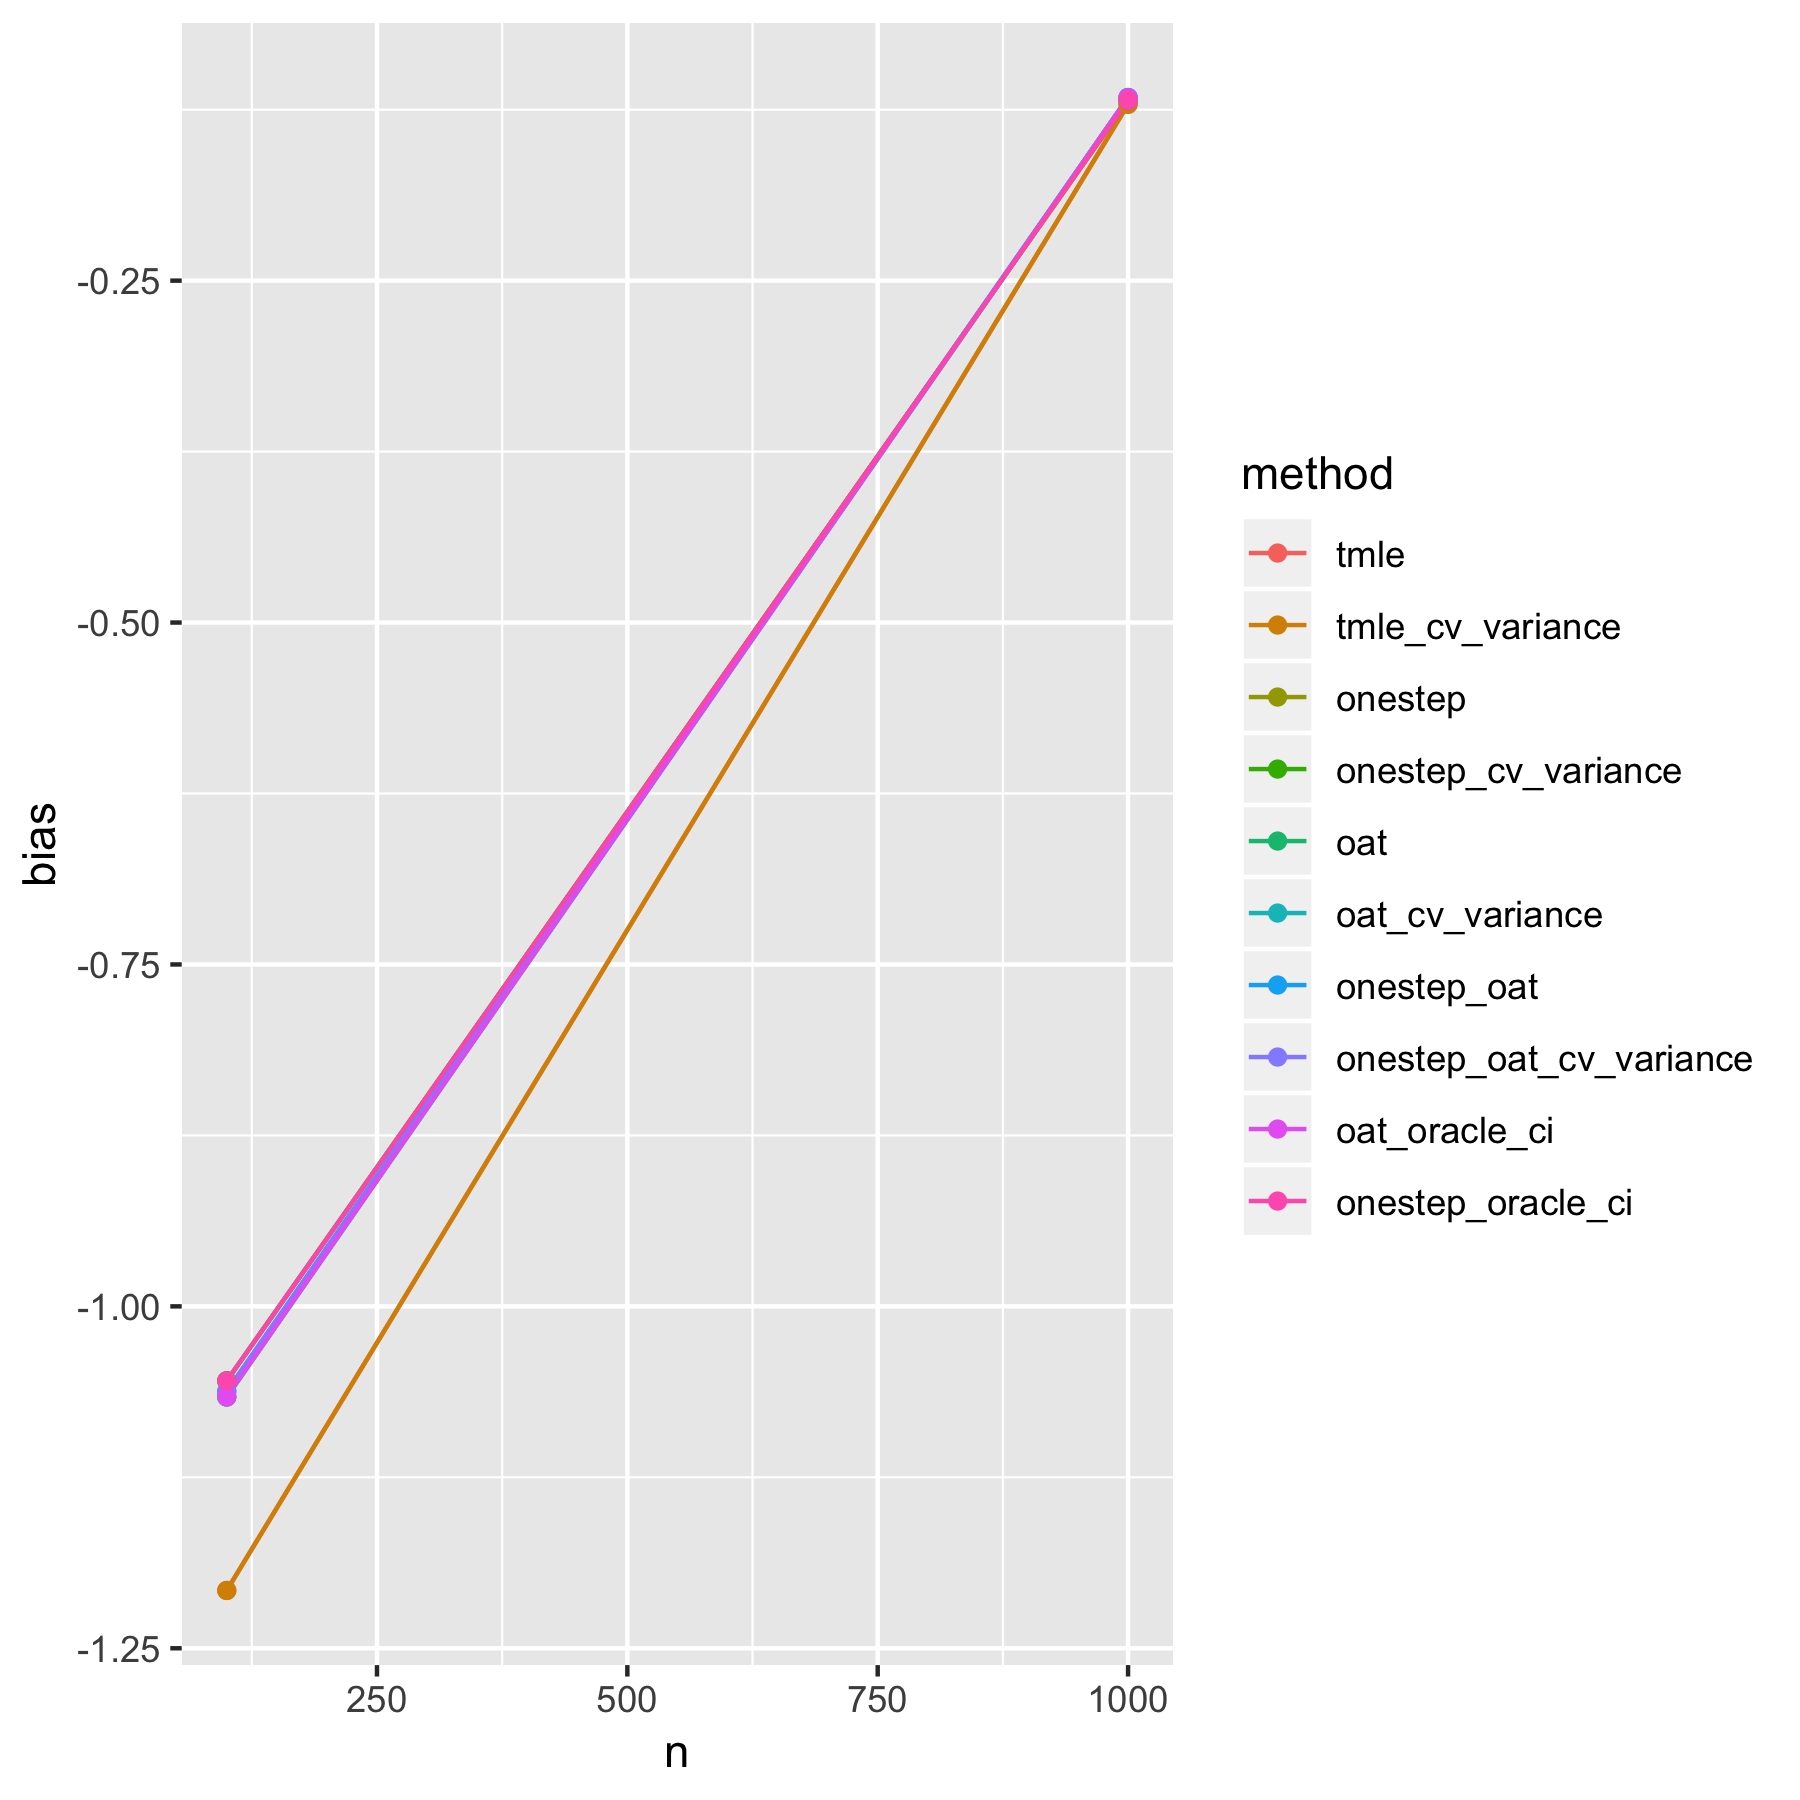 bias
-0.25
-0.50
-0.75
-1.00
-1.25
250
500
750
1000
n
method
tmle
tmle_cv_variance
onestep
onestep_cv_variance
oat
oat_cv_variance
onestep_oat
onestep_oat_cv_variance
oat_oracle_ci
onestep_oracle_ci